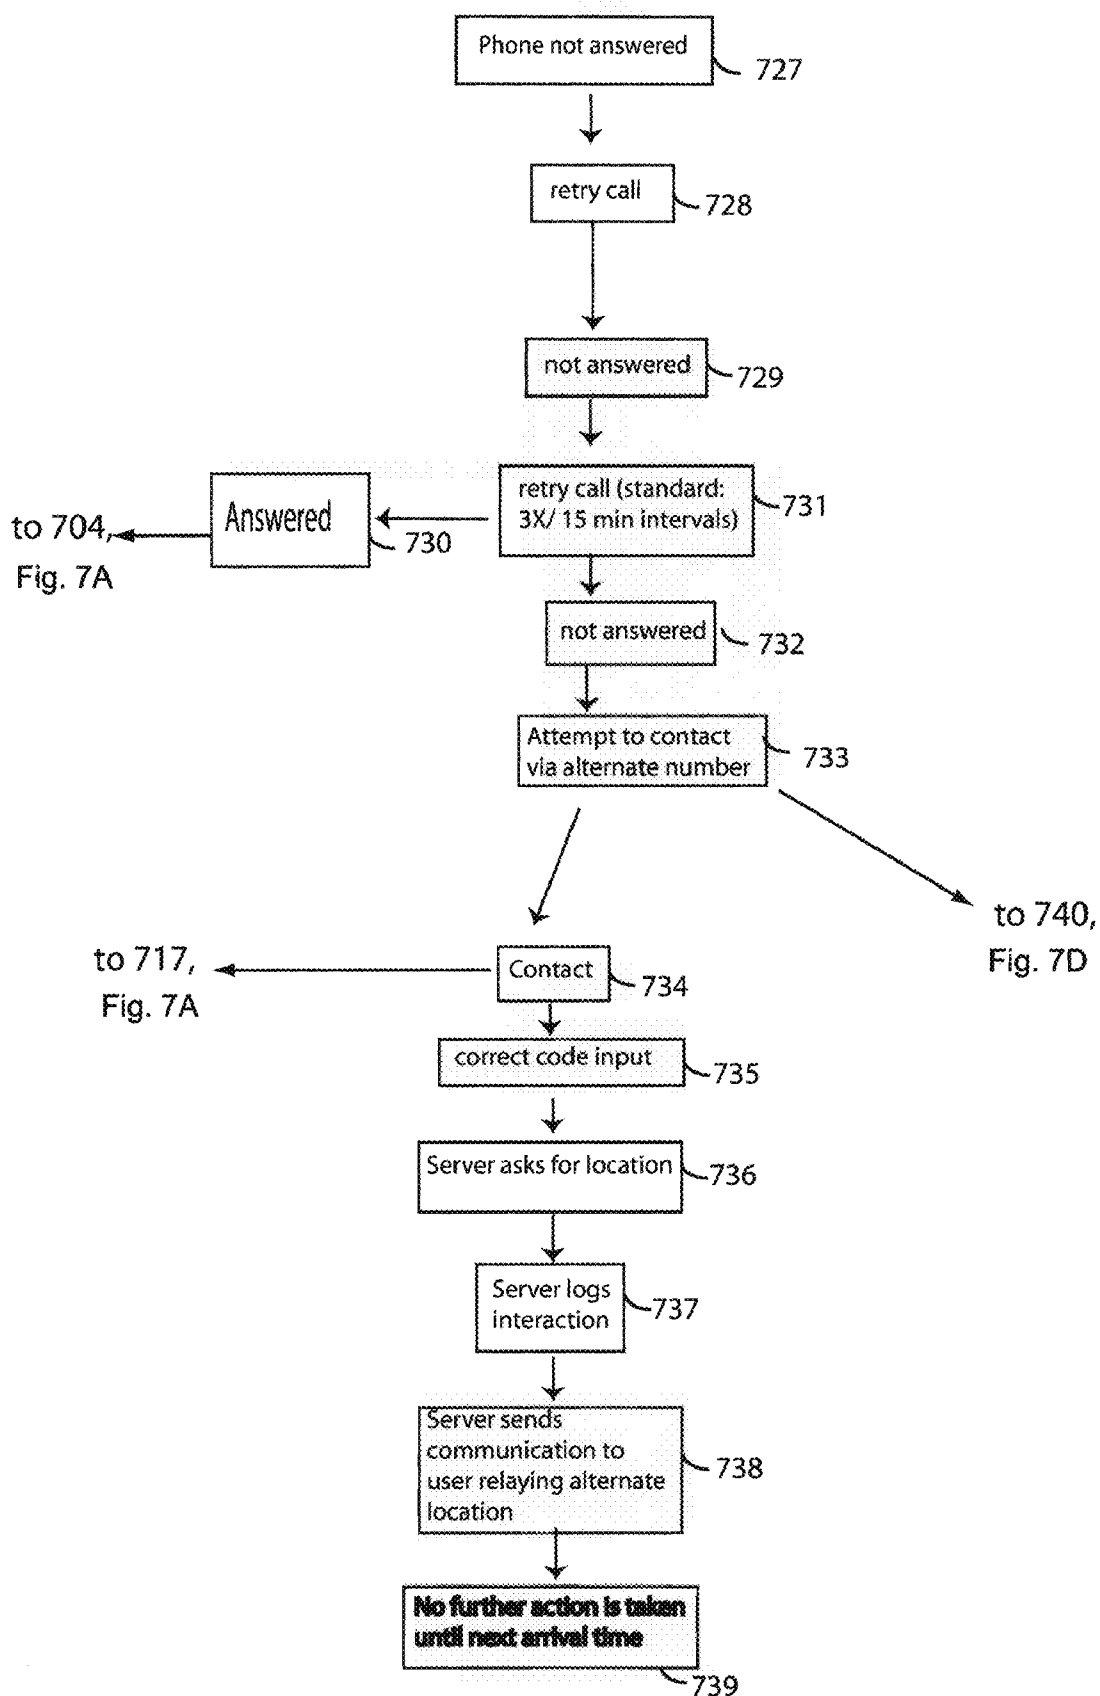 Phone not answered
727
retry call
728
not answered
729
retry call (standard:
3X/ 15 min intervals)
731
Answered
730
to 704,
Fig. 7A
not answered
732
Attempt to contact
via alternate number
733
to 740,
Fig. 7D
to 717,
Fig. 7A
Contact
734
correct code input
735
Server asks for location
736
Server logs
interaction
737
Server sends
communication to
user relaying alternate
location
738
No further action is taken
until next arrival time
739